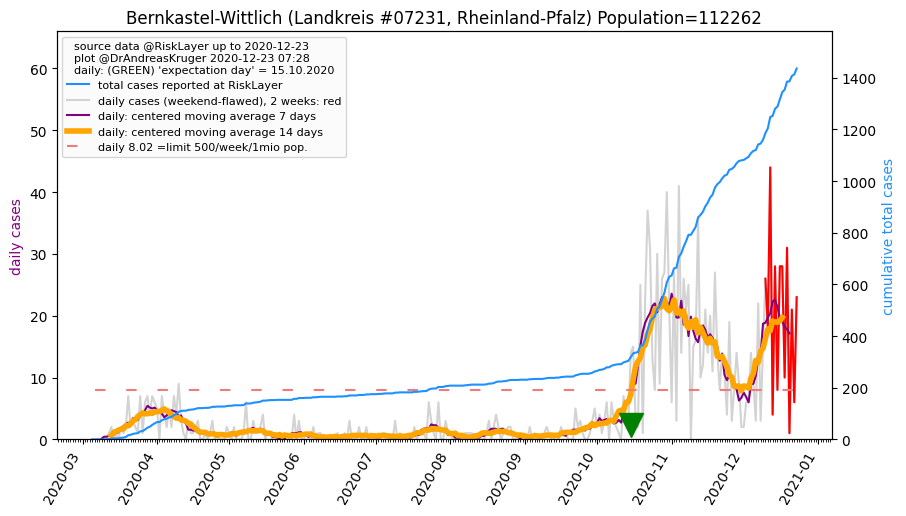 Bernkastel-Wittlich (Landkreis #07231, Rheinland-Pfalz) Population=112262
source data @RiskLayer up to 2020-12-23
plot @DrAndreasKruger 2020-12-23 07:28
daily: (GREEN) 'expectation day' = 15.10.2020
total cases reported at RiskLayer
daily cases (weekend-flawed), 2 weeks: red
daily: centered moving average 7 days
daily: centered moving average 14 days
daily 8.02 =limit 500/week/1mio pop.
daily cases
0
10
20
30
40
50
60
cumulative total cases
0
200
400
600
800
1000
1200
1400
2020-03
2020-04
2020-05
2020-06
2020-07
2020-08
2020-09
2020-10
2020-11
2020-12
2021-01